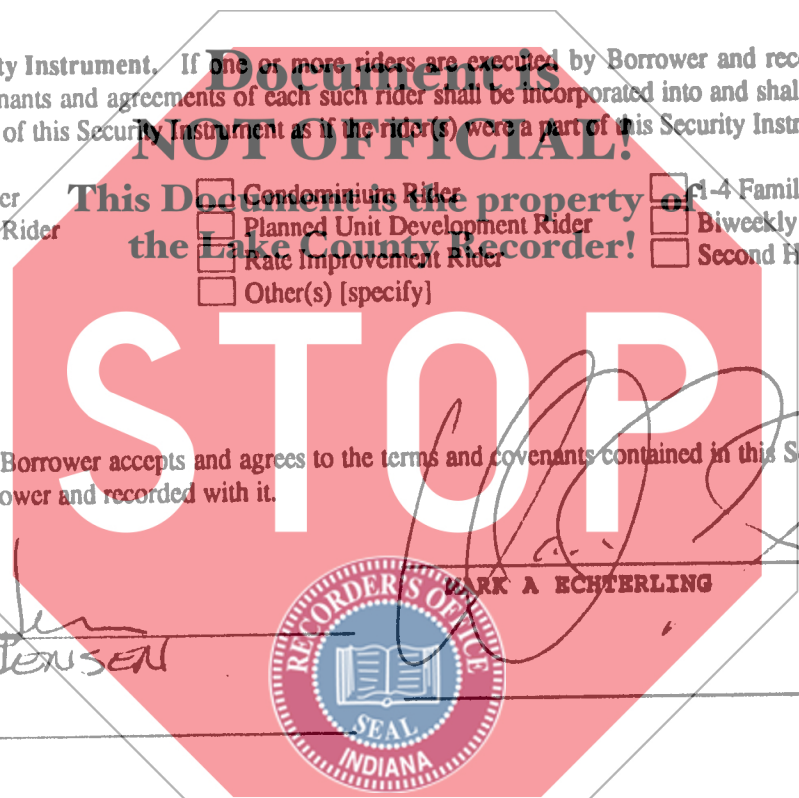 ty Instrument. If one or more riders are executed by Borrower and rec
Document is
nants and agreements of each such rider shall be incorporated into and shal
of this Security Instrument as if the rider(s) were a part of this Security Instr
NOT OFFICIAL!
er Condominium Rider 1-4 Famil
This Document is the property of
Rider Planned Unit Development Rider Biweekly
the Lake County Recorder!
Rate Improvement Rider Second H
Other(s) [specify]
STOP
Borrower accepts and agrees to the terms and covenants contained in this S
ower and recorded with it.
MARK A ECHTERLING
JENSEN
RECORDER'S OFFICE
SEAL
INDIANA